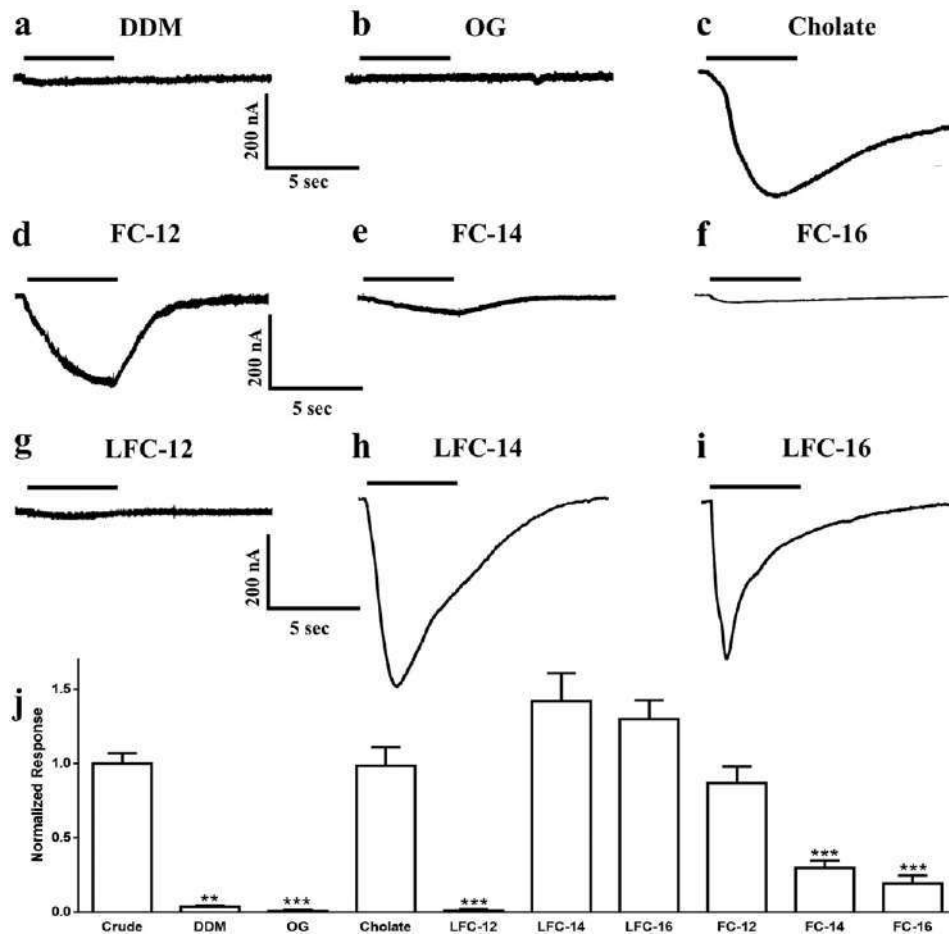 a DDM
b OG
c Cholate
200 nA
5 sec
d FC-12
e FC-14
f FC-16
200 nA
5 sec
g LFC-12
h LFC-14
i LFC-16
200 nA
5 sec
j
Normalized Response
1.5
1.0
0.5
0.0
** *** *** *** ***
Crude DDM OG Cholate LFC-12 LFC-14 LFC-16 FC-12 FC-14 FC-16